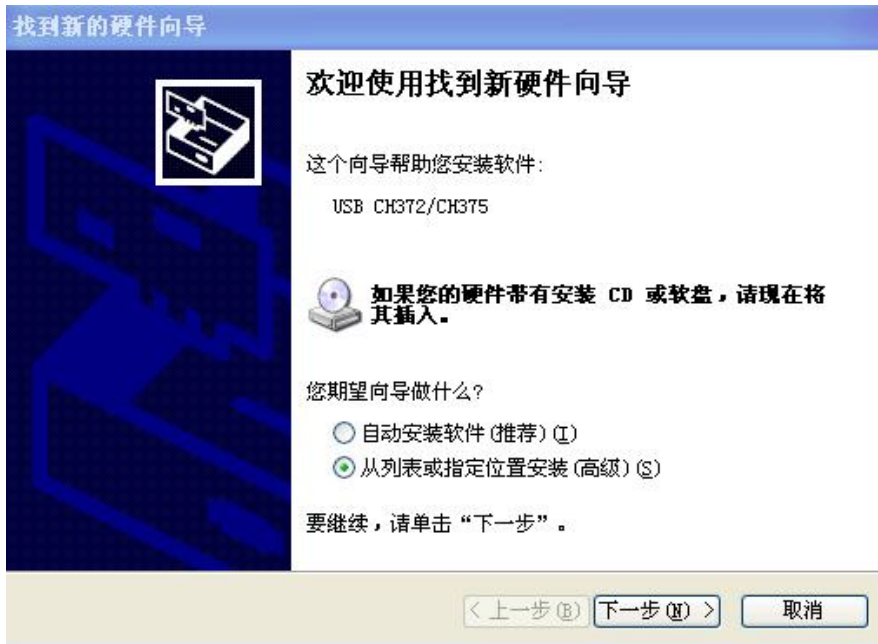 找到新的硬件向导
欢迎使用找到新硬件向导
这个向导帮助您安装软件:
USB CH372/CH375
如果您的硬件带有安装 CD 或软盘，请现在将
其插入。
您期望向导做什么?
自动安装软件(推荐)(I)
从列表或指定位置安装(高级)(S)
要继续，请单击“下一步”。
< 上一步(B) 下一步(N) > 取消